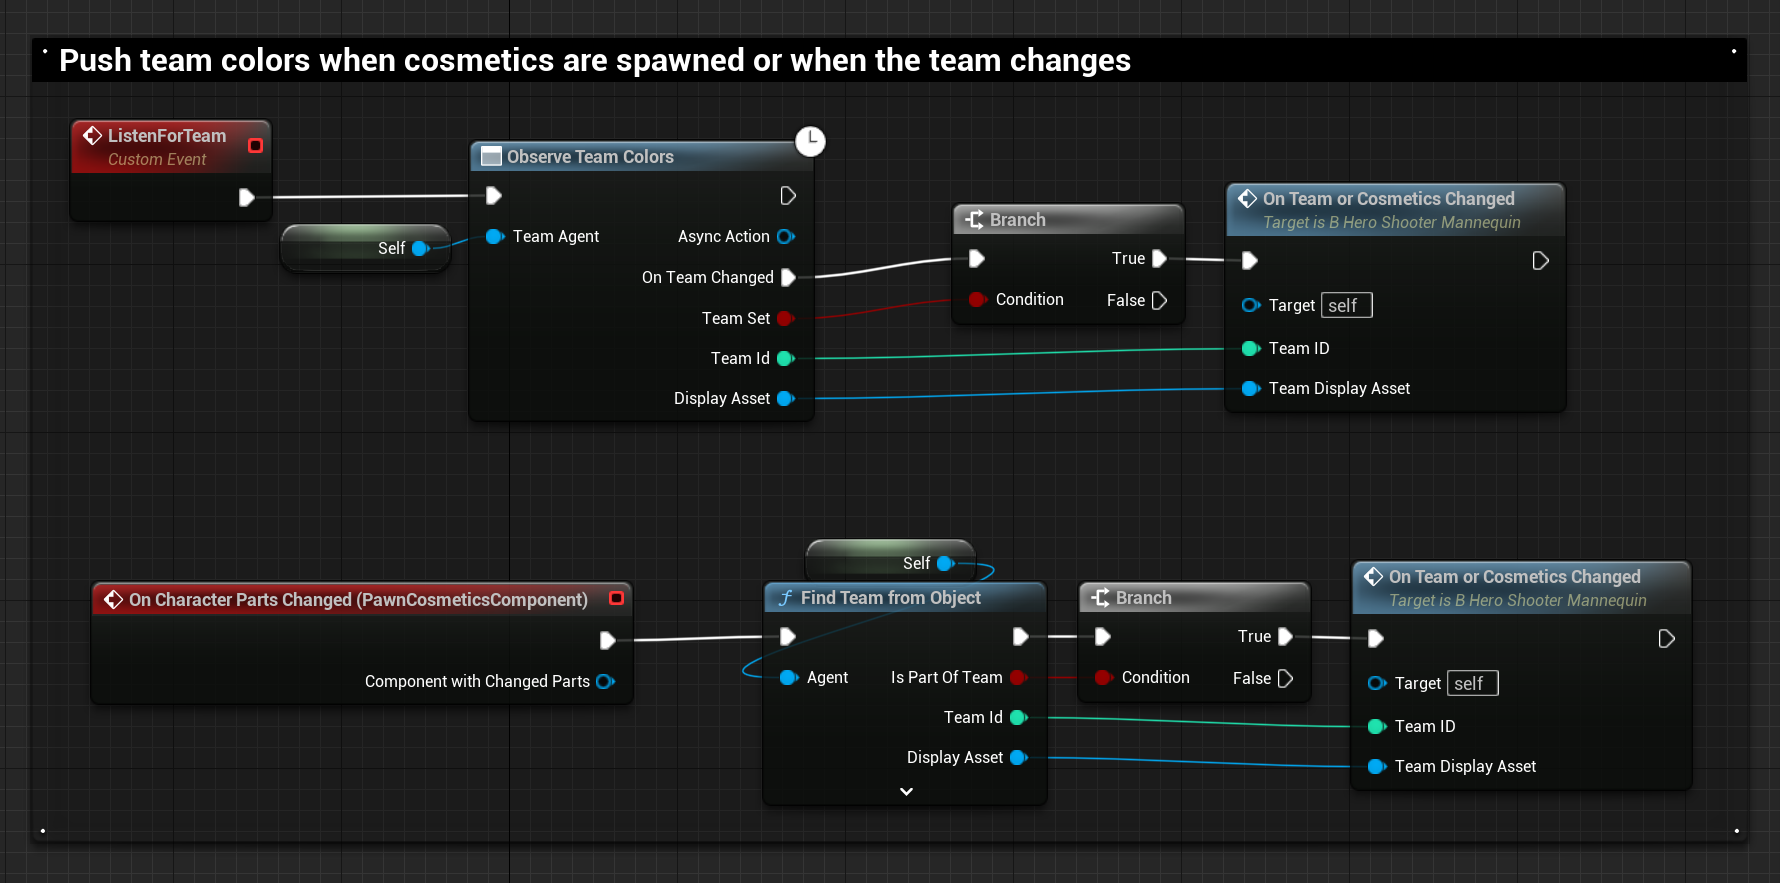 Push team colors when cosmetics are spawned or when the team changes
ListenForTeam
Custom Event
Self
Observe Team Colors
Team Agent
Async Action
On Team Changed
Team Set
Team Id
Display Asset
Branch
True
Condition
False
On Team or Cosmetics Changed
Target is B Hero Shooter Mannequin
Target self
Team ID
Team Display Asset
On Character Parts Changed (PawnCosmeticsComponent)
Component with Changed Parts
Self
Find Team from Object
Agent
Is Part Of Team
Team Id
Display Asset
Branch
True
Condition
False
On Team or Cosmetics Changed
Target is B Hero Shooter Mannequin
Target self
Team ID
Team Display Asset